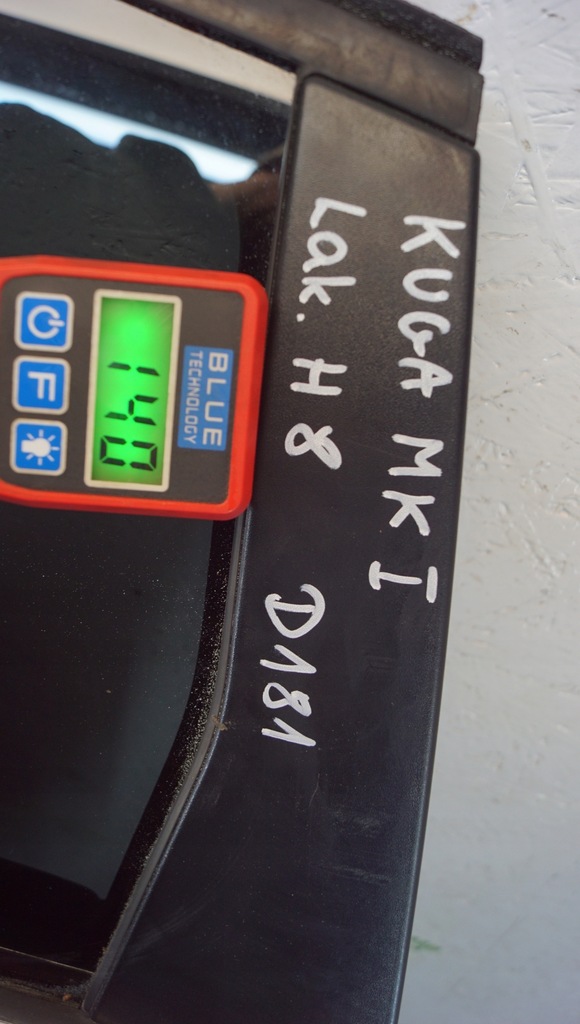 KUGA MK I
Lak. H8 D181
BLUE
TECHNOLOGY
140
F